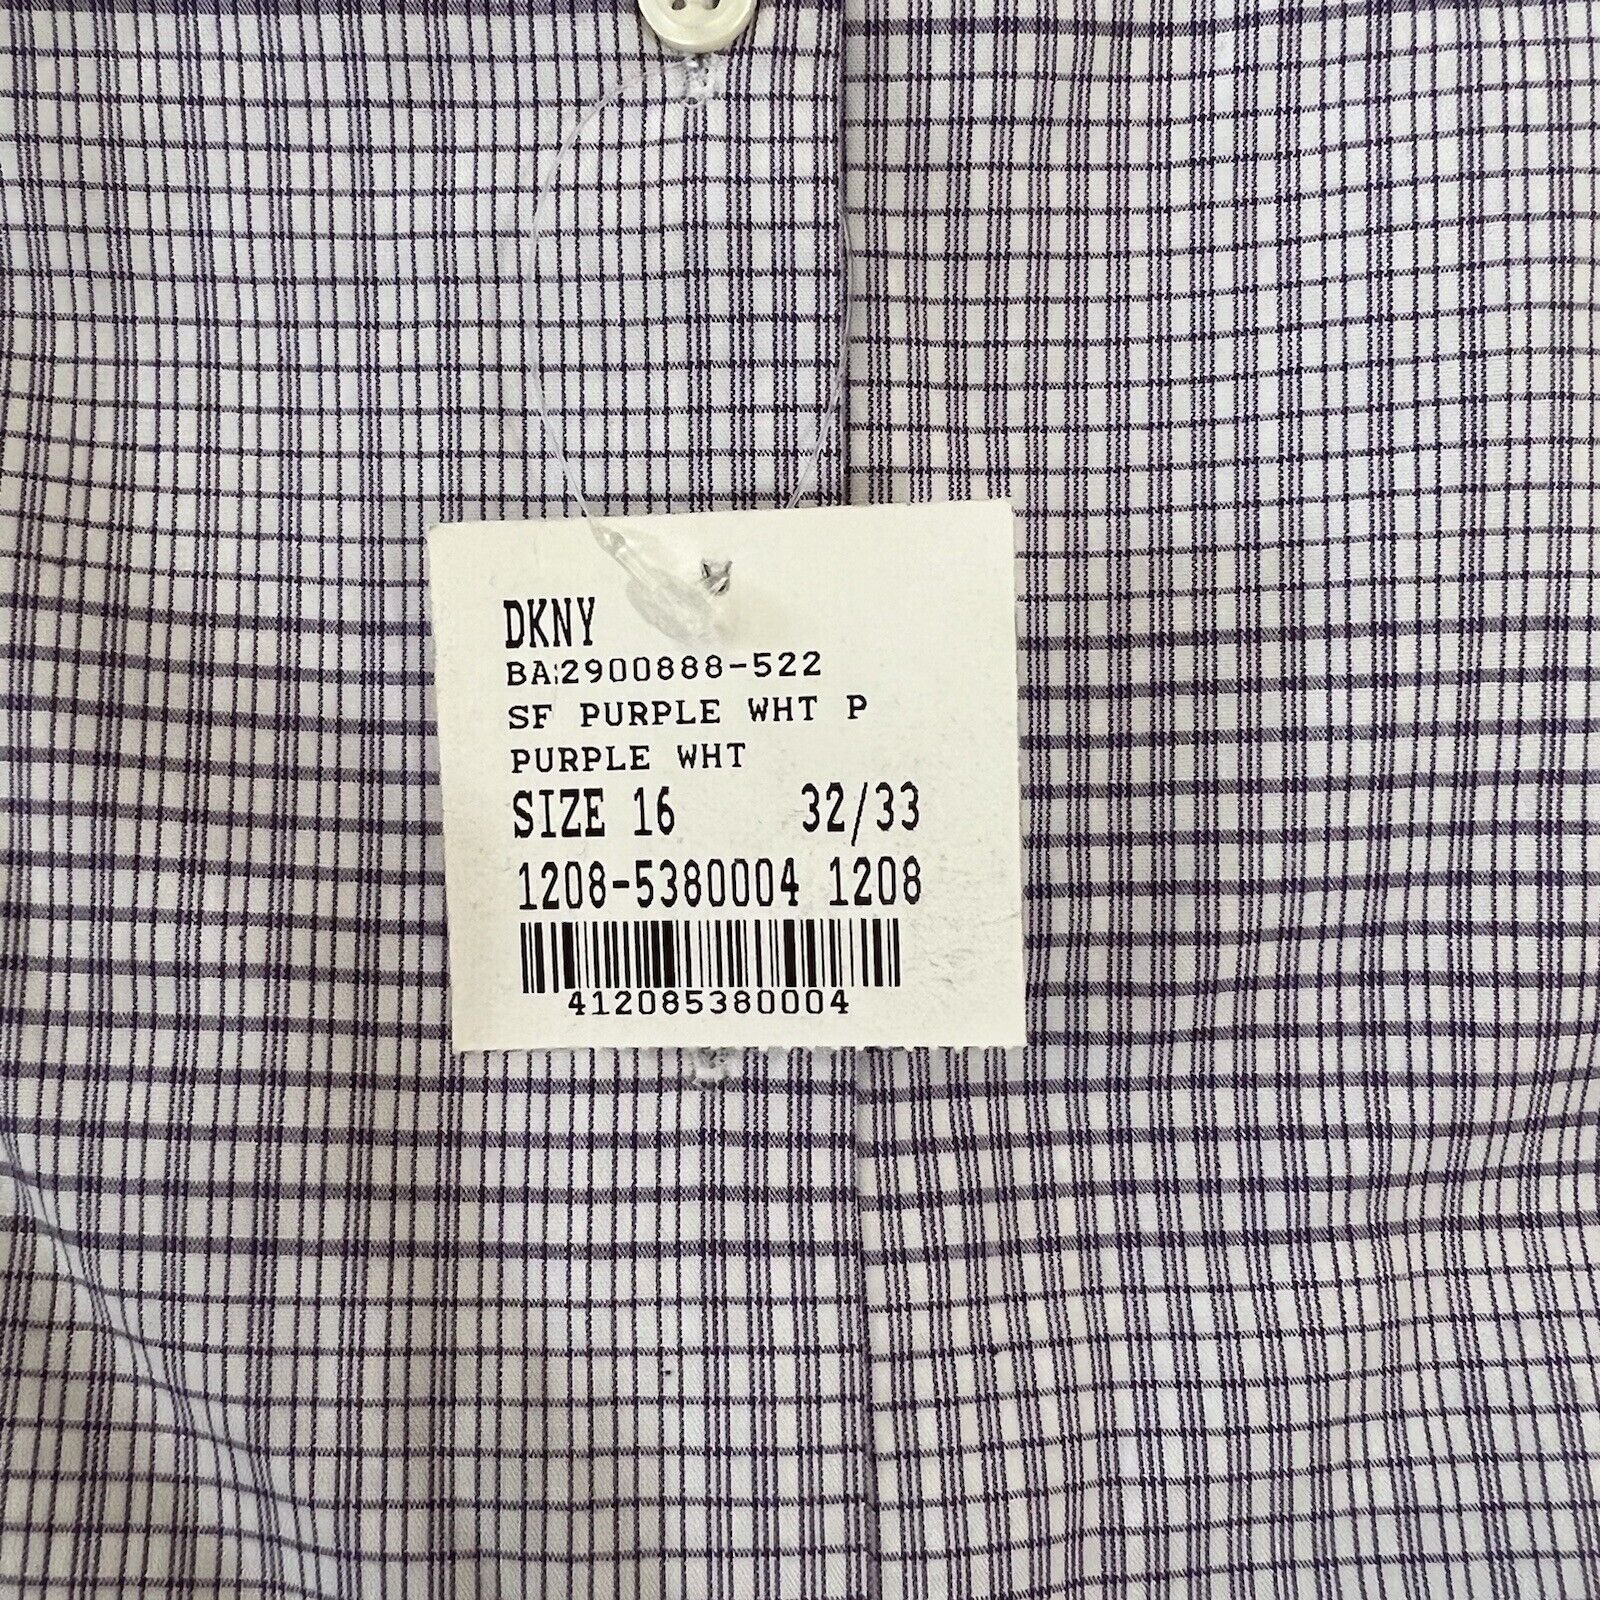 DKNY
BA:2900888-522
SF PURPLE WHT P
PURPLE WHT
SIZE 16 32/33
1208-5380004 1208
412085380004